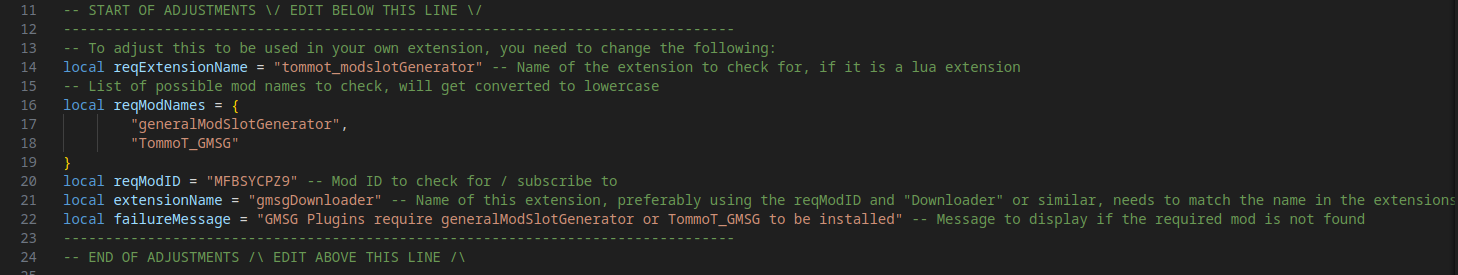 11 -- START OF ADJUSTMENTS \/ EDIT BELOW THIS LINE \/
12 --------------------------------------------------------------------------------
13 -- To adjust this to be used in your own extension, you need to change the following:
14 local reqExtensionName = "tommot_modslotGenerator" -- Name of the extension to check for, if it is a lua extension
15 -- List of possible mod names to check, will get converted to lowercase
16 local reqModNames = {
17 "generalModSlotGenerator",
18 "TommoT_GMSG"
19 }
20 local reqModID = "MFBSYCPZ9" -- Mod ID to check for / subscribe to
21 local extensionName = "gmsgDownloader" -- Name of this extension, preferably using the reqModID and "Downloader" or similar, needs to match the name in the extensions
22 local failureMessage = "GMSG Plugins require generalModSlotGenerator or TommoT_GMSG to be installed" -- Message to display if the required mod is not found
23 --------------------------------------------------------------------------------
24 -- END OF ADJUSTMENTS /\ EDIT ABOVE THIS LINE /\